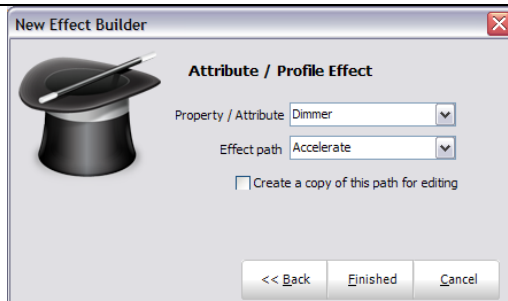 New Effect Builder
Attribute / Profile Effect
Property / Attribute Dimmer
Effect path Accelerate
Create a copy of this path for editing
<< Back Finished Cancel